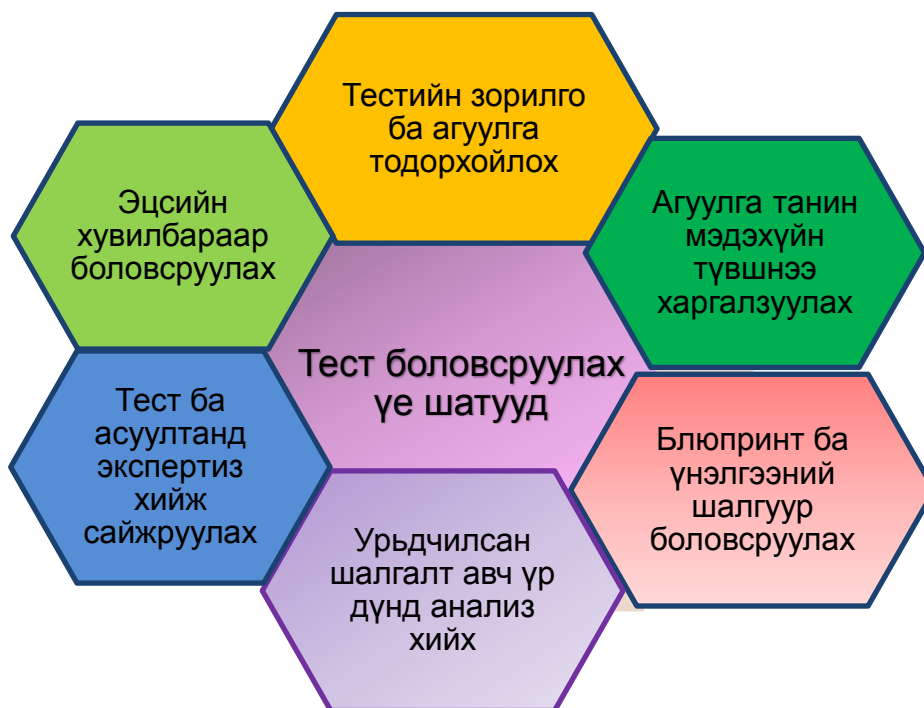 Тестийн зорилго
ба агуулга
тодорхойлох
Агуулга танин
мэдэхүйн
түвшнээ
харгалзуулах
Блюпринт ба
үнэлгээний
шалгуур
боловсруулах
Урьдчилсан
шалгалт авч үр
дүнд анализ
хийх
Тест ба
асуултанд
экспертиз
хийж
сайжруулах
Эцсийн
хувилбараар
боловсруулах
Тест боловсруулах
үе шатууд